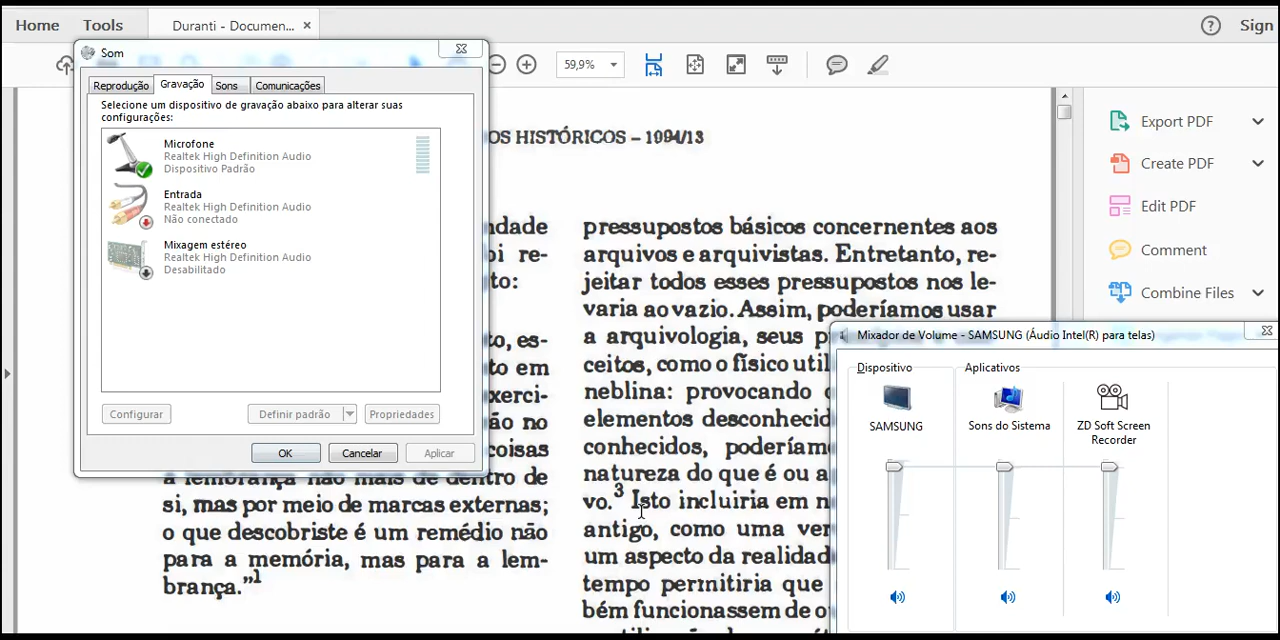 Home
Tools
Duranti - Documen...
Sign
59,9%
Som
Reprodução
Gravação
Sons
Comunicações
Selecione um dispositivo de gravação abaixo para alterar suas
configurações:
Microfone
Realtek High Definition Audio
Dispositivo Padrão
Entrada
Realtek High Definition Audio
Não conectado
Mixagem estéreo
Realtek High Definition Audio
Desabilitado
Configurar
Definir padrão
Propriedades
OK
Cancelar
Aplicar
OS HISTÓRICOS – 1994/13
ndade
oi re-
to:
to, es-
to em
xerci-
ão no
coisas
a lembrança não mais de dentro de
si, mas por meio de marcas externas;
o que descobriste é um remédio não
para a memória, mas para a lem-
brança.”1
pressupostos básicos concernentes aos
arquivos e arquivistas. Entretanto, re-
jeitar todos esses pressupostos nos le-
varia ao vazio. Assim, poderíamos usar
a arquivologia, seus p
ceitos, como o físico util
neblina: provocando
elementos desconhecid
conhecidos, poderíam
natureza do que é ou a
vo.3 Isto incluiria em n
antigo, como uma ver
um aspecto da realidad
tempo permitiria que
bém funcionassem de o
Export PDF
Create PDF
Edit PDF
Comment
Combine Files
Mixador de Volume - SAMSUNG (Áudio Intel(R) para telas)
Dispositivo
Aplicativos
SAMSUNG
Sons do Sistema
ZD Soft Screen
Recorder